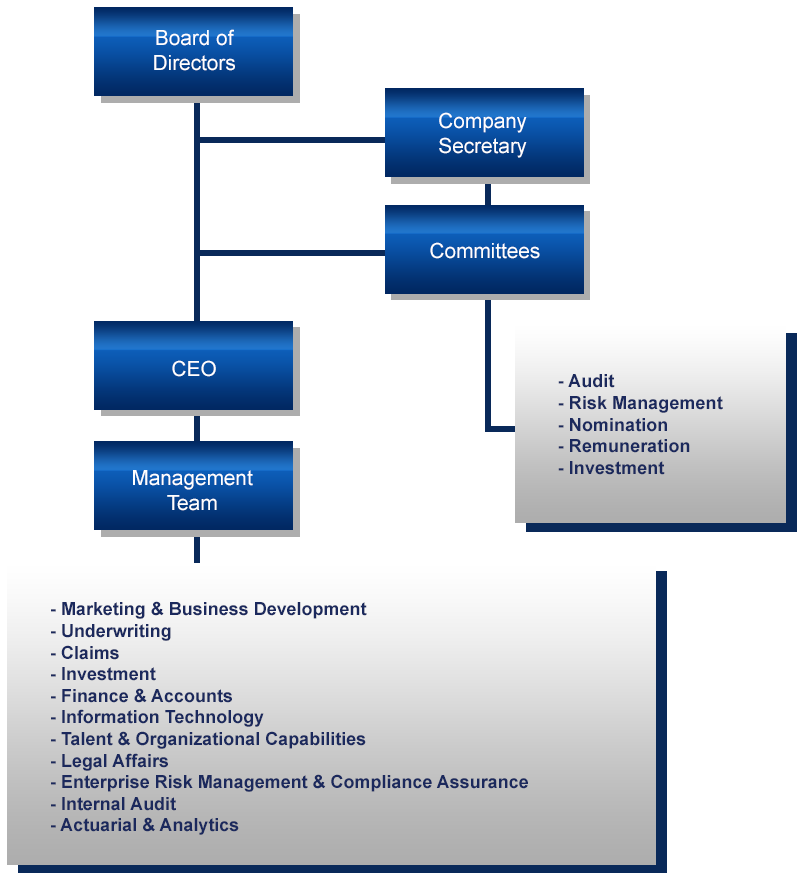 Board of
Directors
Company
Secretary
Committees
CEO
- Audit
- Risk Management
- Nomination
- Remuneration
- Investment
Management
Team
- Marketing & Business Development
- Underwriting
- Claims
- Investment
- Finance & Accounts
- Information Technology
- Talent & Organizational Capabilities
- Legal Affairs
- Enterprise Risk Management & Compliance Assurance
- Internal Audit
- Actuarial & Analytics